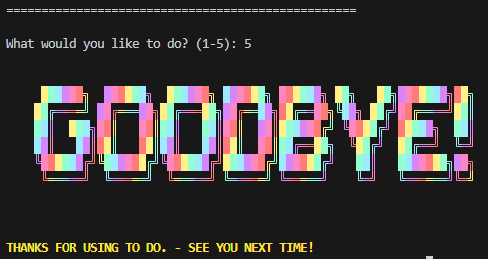 What would you like to do? (1-5): 5
GOODBYE!
THANKS FOR USING TO DO. - SEE YOU NEXT TIME!